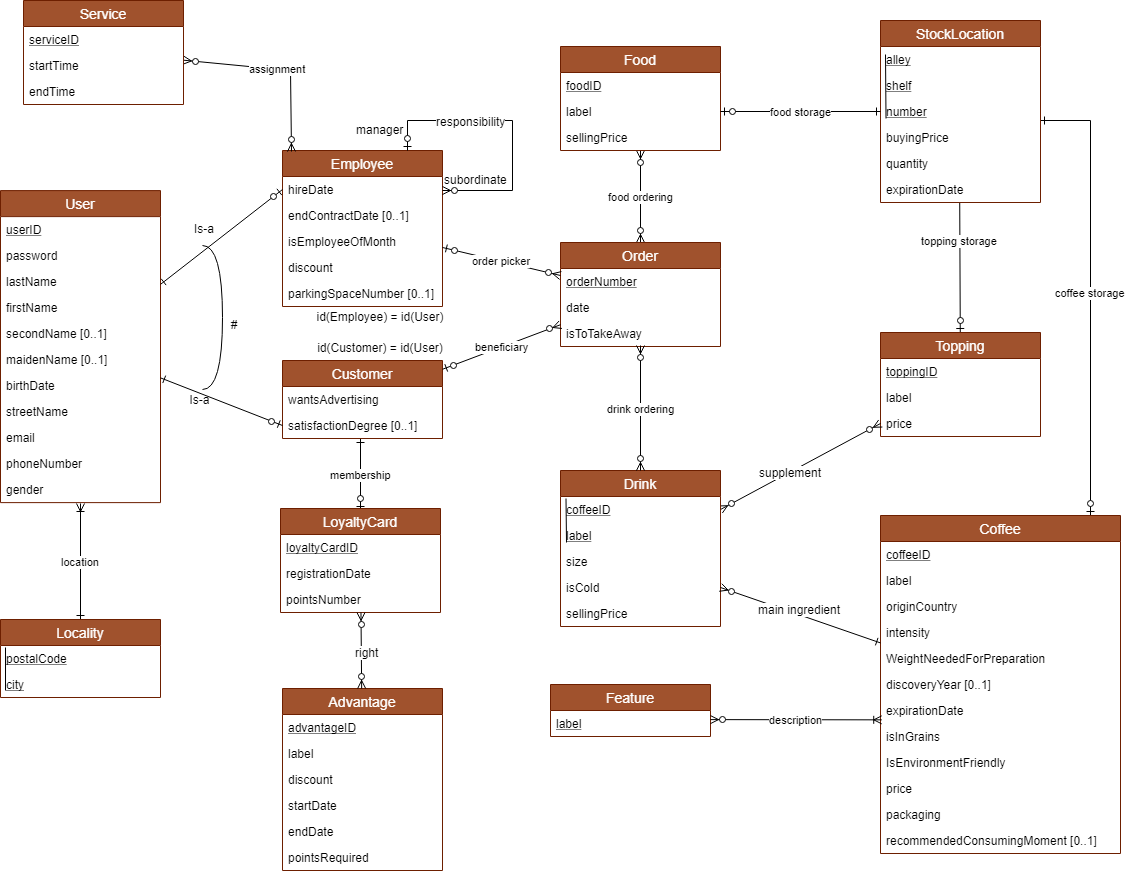 Service
serviceID
startTime
endTime
assignment
manager
responsibility
subordinate
Employee
hireDate
endContractDate [0..1]
isEmployeeOfMonth
discount
parkingSpaceNumber [0..1]
id(Employee) = id(User)
User
userID
password
lastName
firstName
secondName [0..1]
maidenName [0..1]
birthDate
streetName
email
phoneNumber
gender
Is-a
#
Is-a
id(Customer) = id(User)
Customer
wantsAdvertising
satisfactionDegree [0..1]
location
Locality
postalCode
city
membership
LoyaltyCard
loyaltyCardID
registrationDate
pointsNumber
right
Advantage
advantageID
label
discount
startDate
endDate
pointsRequired
Food
foodID
label
sellingPrice
food ordering
food storage
order picker
beneficiary
Order
orderNumber
date
isToTakeAway
drink ordering
Drink
coffeeID
label
size
isCold
sellingPrice
supplement
main ingredient
Feature
label
description
StockLocation
alley
shelf
number
buyingPrice
quantity
expirationDate
topping storage
coffee storage
Topping
toppingID
label
price
Coffee
coffeeID
label
originCountry
intensity
WeightNeededForPreparation
discoveryYear [0..1]
expirationDate
isInGrains
IsEnvironmentFriendly
price
packaging
recommendedConsumingMoment [0..1]